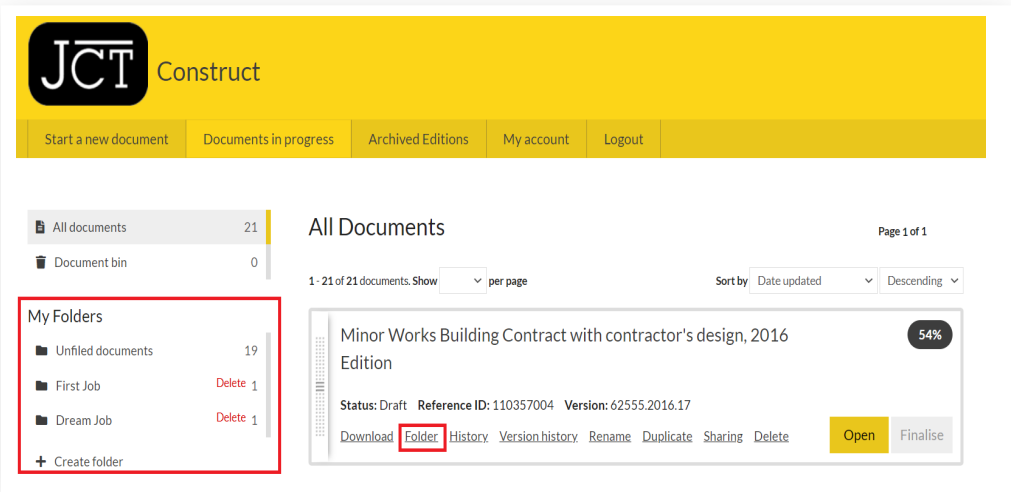 JCT Construct
Start a new document Documents in progress Archived Editions My account Logout
All documents 21
Document bin 0
My Folders
Unfiled documents 19
First Job Delete 1
Dream Job Delete 1
+ Create folder
All Documents
Page 1 of 1
1 - 21 of 21 documents. Show per page
Sort by Date updated Descending
Minor Works Building Contract with contractor's design, 2016
Edition
54%
Status: Draft Reference ID: 110357004 Version: 62555.2016.17
Download Folder History Version history Rename Duplicate Sharing Delete
Open Finalise